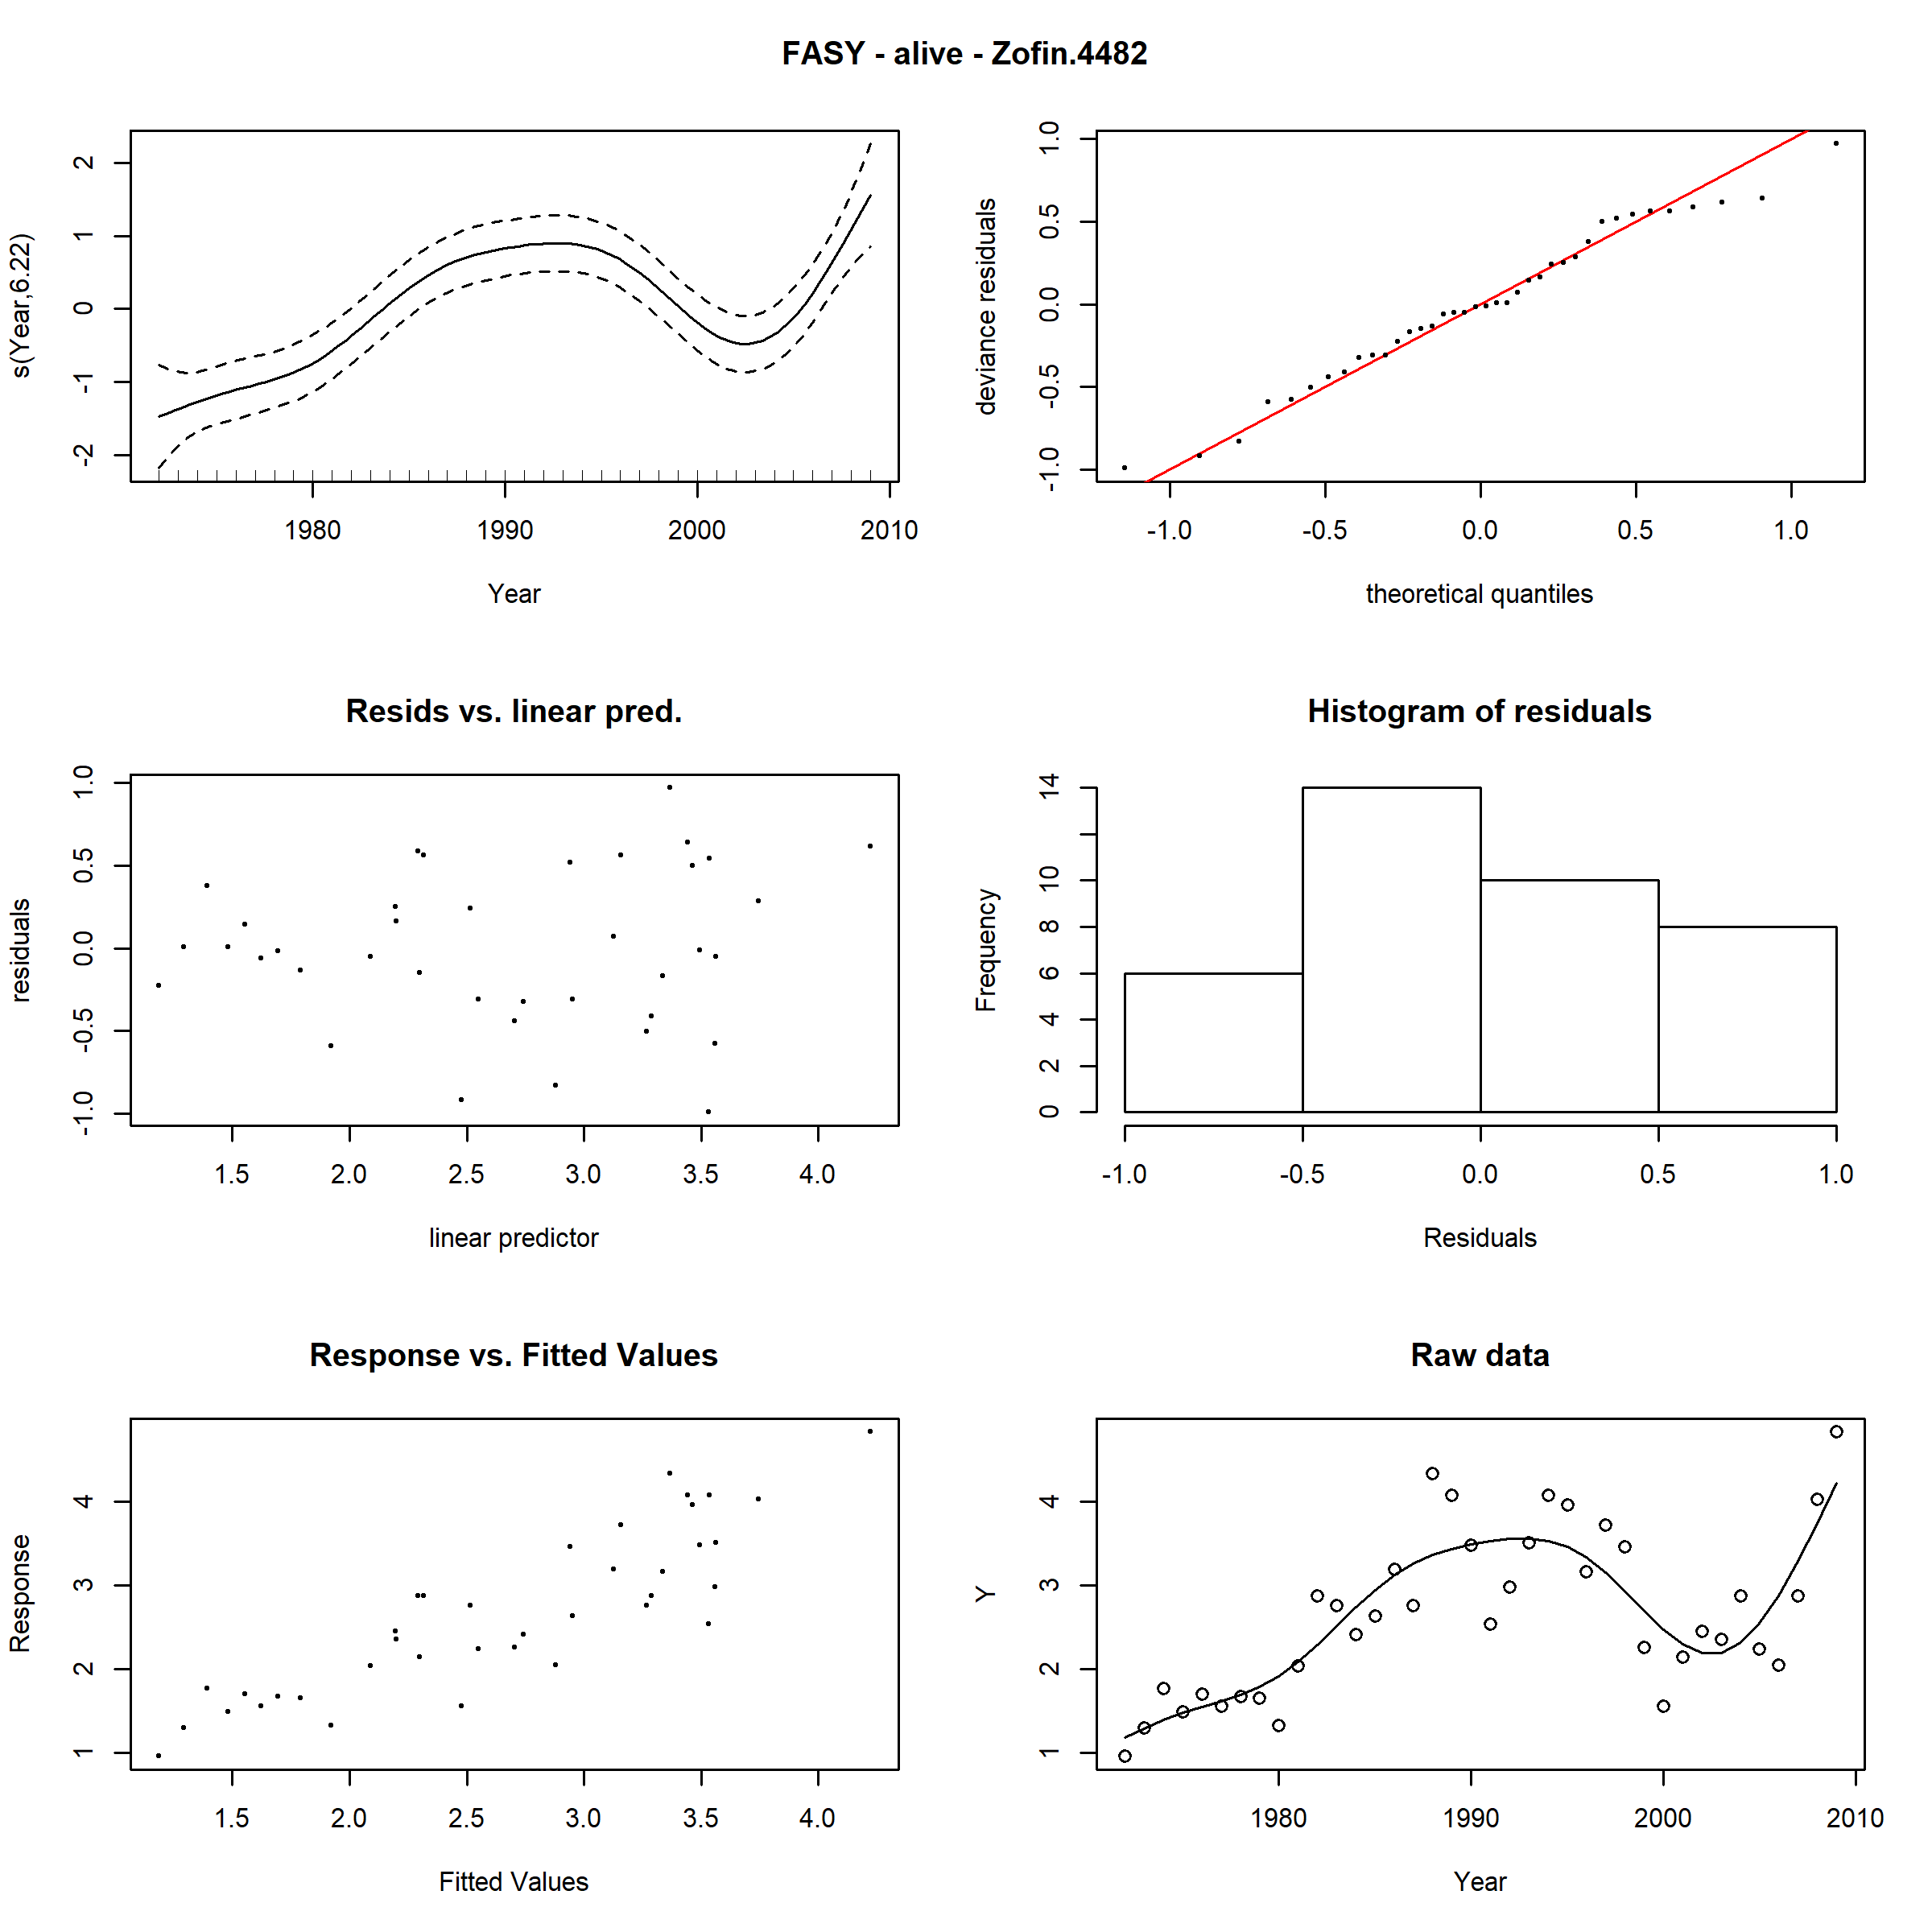 FASY - alive - Zofin.4482
s(Year,6.22)
2
1
0
-1
-2
1980 1990 2000 2010
Year
deviance residuals
1.0
0.5
0.0
-0.5
-1.0
-1.0 -0.5 0.0 0.5 1.0
theoretical quantiles
Resids vs. linear pred.
residuals
1.0
0.5
0.0
-0.5
-1.0
1.5 2.0 2.5 3.0 3.5 4.0
linear predictor
Histogram of residuals
Frequency
14
10
8
6
4
2
0
-1.0 -0.5 0.0 0.5 1.0
Residuals
Response vs. Fitted Values
Response
4
3
2
1
1.5 2.0 2.5 3.0 3.5 4.0
Fitted Values
Raw data
Y
4
3
2
1
1980 1990 2000 2010
Year